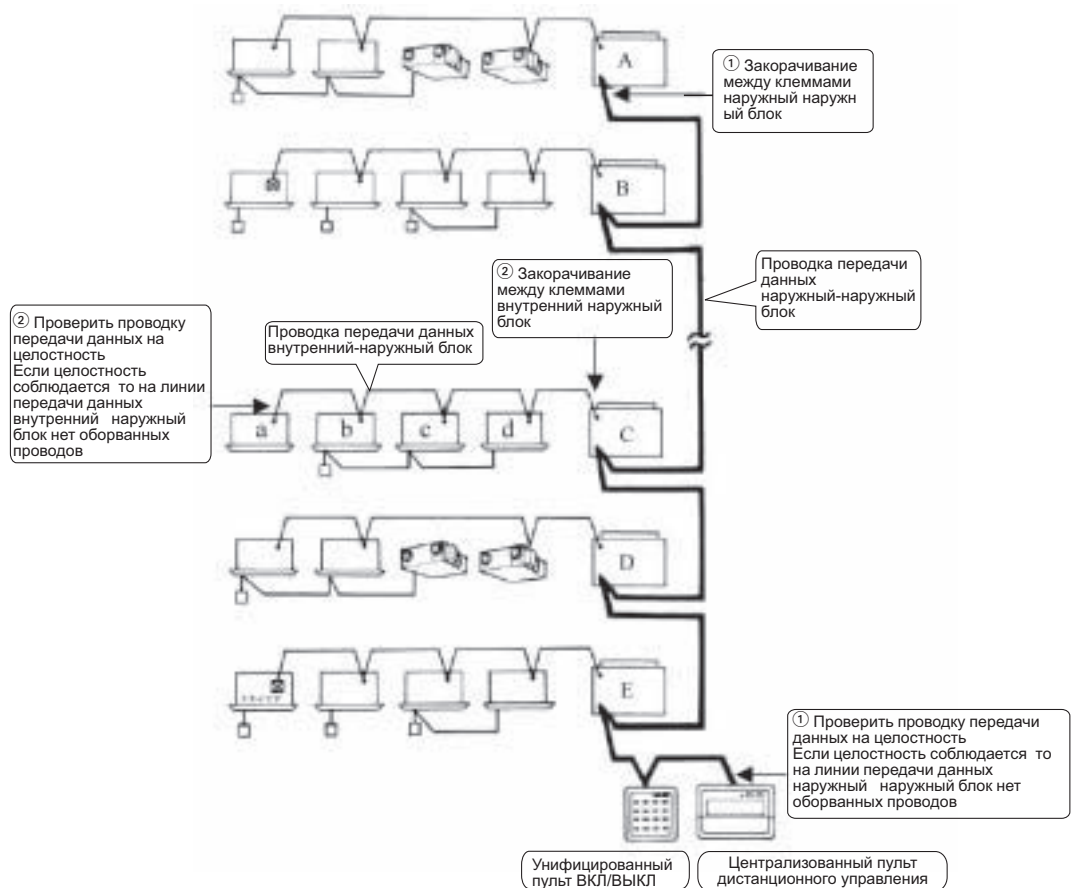 A
① Закорачивание
между клеммами
наружный наружн
ый блок
B
② Закорачивание
между клеммами
внутренний наружный
блок
Проводка передачи
данных
наружный-наружный
блок
② Проверить проводку
передачи данных на
целостность
Если целостность
соблюдается то на линии
передачи данных
внутренний наружный
блок нет оборванных
проводов
Проводка передачи данных
внутренний-наружный блок
a b c d C
D
E
① Проверить проводку передачи
данных на целостность
Если целостность соблюдается то
на линии передачи данных
наружный наружный блок нет
оборванных проводов
Унифицированный
пульт ВКЛ/ВЫКЛ
Централизованный пульт
дистанционного управления